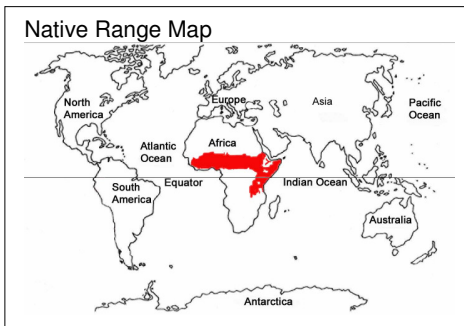 Native Range Map
North
America
Europe
Asia
Pacific
Ocean
Atlantic
Ocean
Africa
South
America
Equator
Indian Ocean
Australia
Antarctica